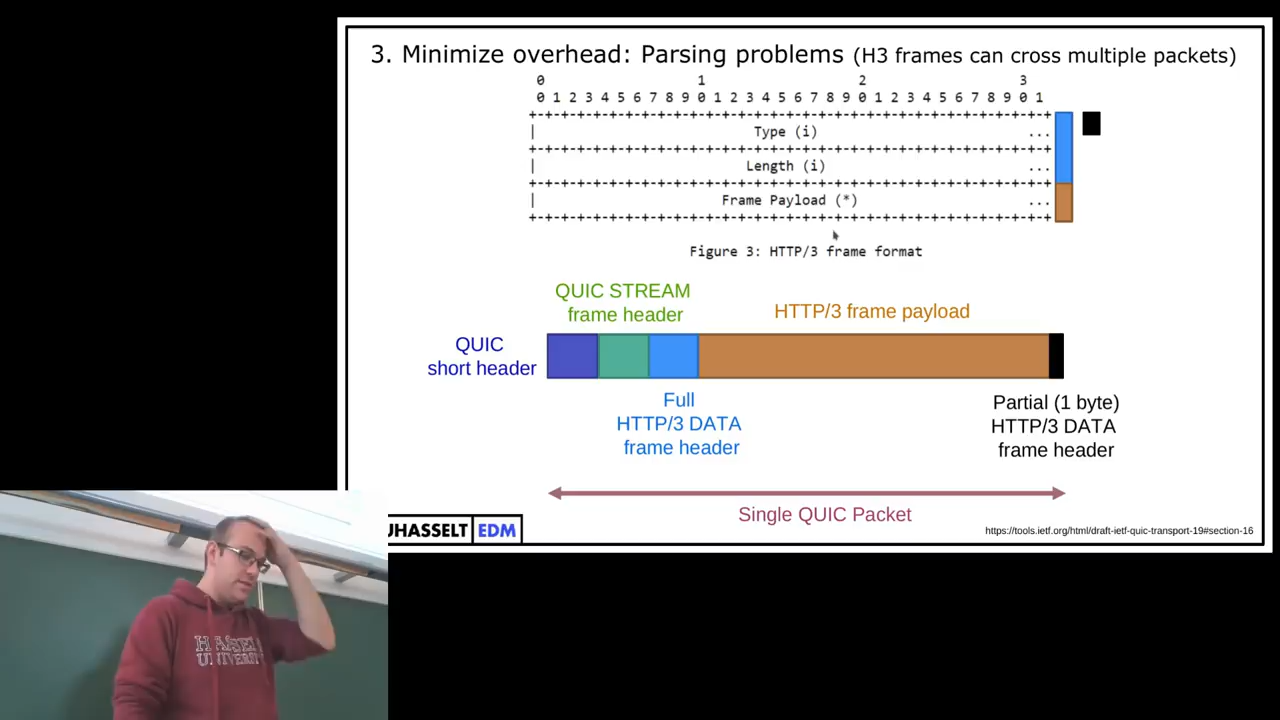 3. Minimize overhead: Parsing problems (H3 frames can cross multiple packets)
0 1 2 3
0 1 2 3 4 5 6 7 8 9 0 1 2 3 4 5 6 7 8 9 0 1 2 3 4 5 6 7 8 9 0 1
+-+-+-+-+-+-+-+-+-+-+-+-+-+-+-+-+-+-+-+-+-+-+-+-+-+-+-+-+-+-+-+-+
| Type (i) ...
+-+-+-+-+-+-+-+-+-+-+-+-+-+-+-+-+-+-+-+-+-+-+-+-+-+-+-+-+-+-+-+-+
| Length (i) ...
+-+-+-+-+-+-+-+-+-+-+-+-+-+-+-+-+-+-+-+-+-+-+-+-+-+-+-+-+-+-+-+-+
| Frame Payload (*) ...
+-+-+-+-+-+-+-+-+-+-+-+-+-+-+-+-+-+-+-+-+-+-+-+-+-+-+-+-+-+-+-+-+
Figure 3: HTTP/3 frame format
QUIC STREAM
frame header
HTTP/3 frame payload
QUIC
short header
Full
HTTP/3 DATA
frame header
Partial (1 byte)
HTTP/3 DATA
frame header
Single QUIC Packet
UHASSELT EDM
https://tools.ietf.org/html/draft-ietf-quic-transport-19#section-16
HASSELT
UNIVERSITY